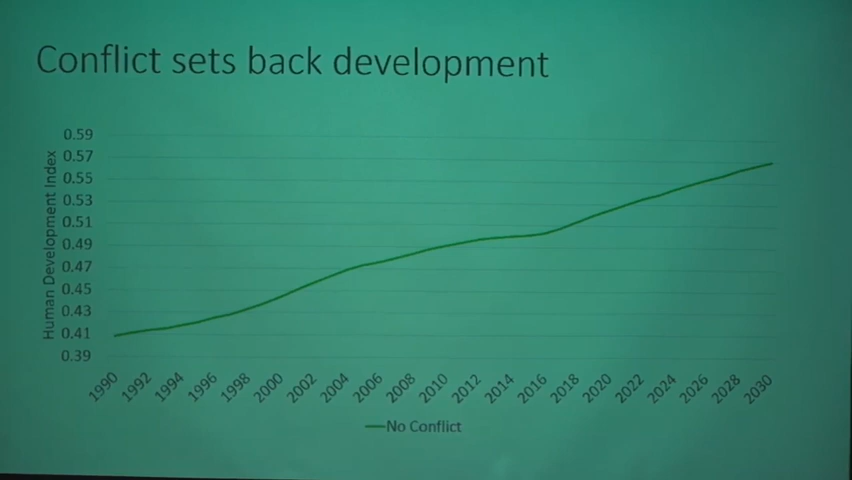 Conflict sets back development
Human Development Index
0.59
0.57
0.55
0.53
0.51
0.49
0.47
0.45
0.43
0.41
0.39
1990 1992 1994 1996 1998 2000 2002 2004 2006 2008 2010 2012 2014 2016 2018 2020 2022 2024 2026 2028 2030
No Conflict